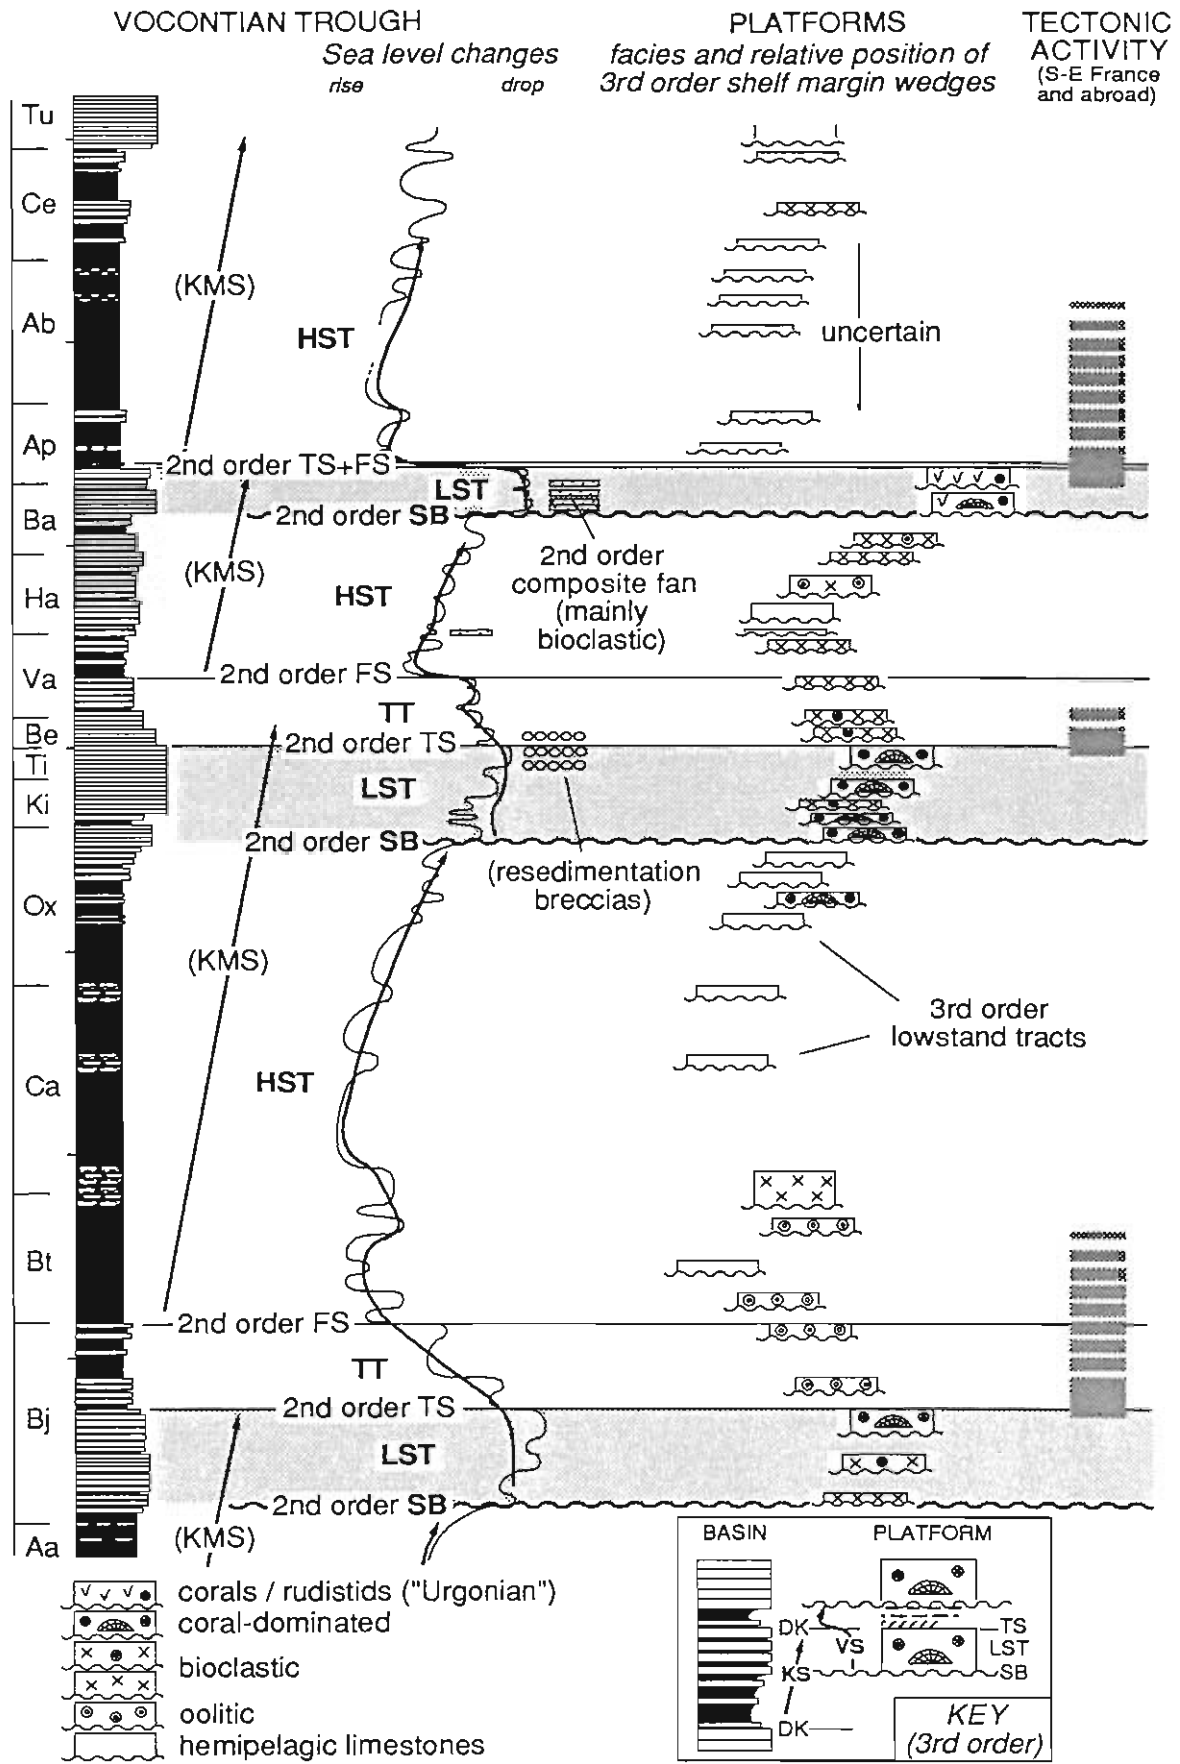 VOCONTIAN TROUGH
Sea level changes
rise drop
PLATFORMS
facies and relative position of
3rd order shelf margin wedges
TECTONIC
ACTIVITY
(S-E France
and abroad)
Tu
Ce
(KMS)
HST
Ab
uncertain
Ap
2nd order TS+FS
LST
Ba
2nd order SB
(KMS)
HST
Ha
2nd order
composite fan
(mainly
bioclastic)
2nd order FS
Va
TT
Be
2nd order TS
Ti
LST
Ki
2nd order SB
(resedimentation
breccias)
Ox
(KMS)
3rd order
lowstand tracts
HST
Ca
Bt
2nd order FS
TT
2nd order TS
Bj
LST
2nd order SB
(KMS)
Aa
corals / rudistids ("Urgonian")
coral-dominated
bioclastic
oolitic
hemipelagic limestones
BASIN PLATFORM
DK VS TS
LST
KS SB
DK
KEY
(3rd order)